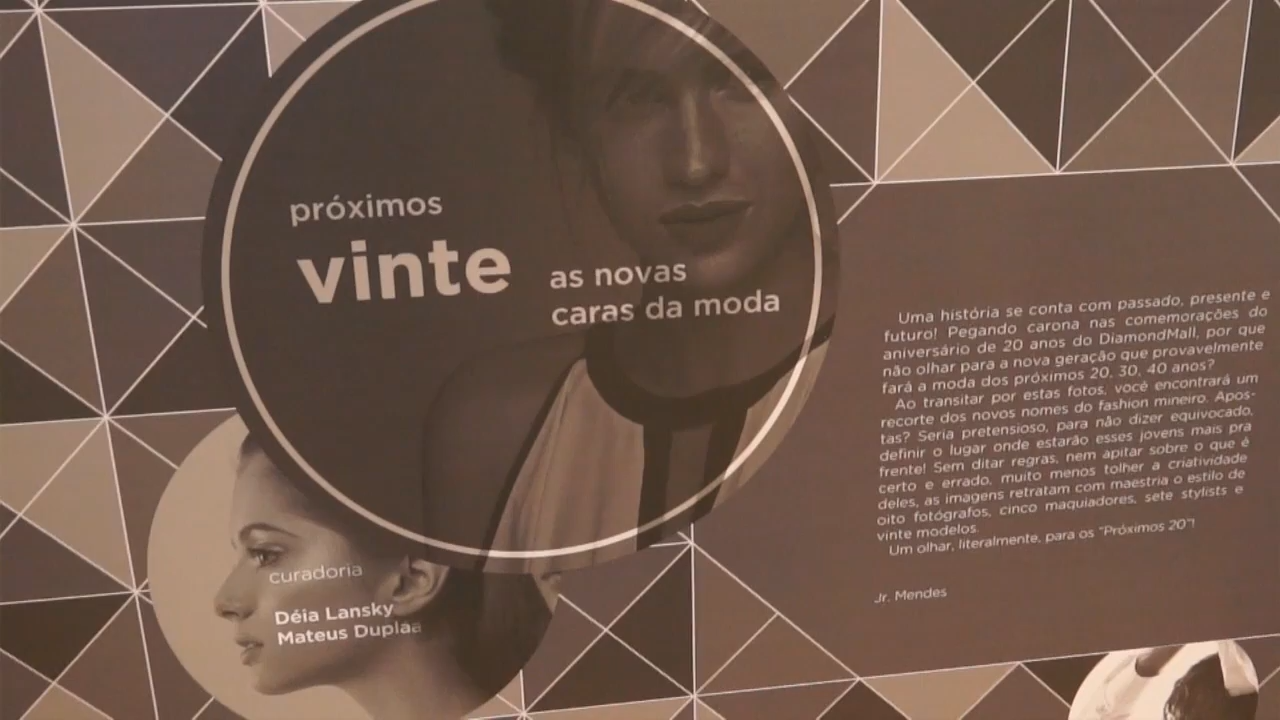 próximos
vinte
as novas
caras da moda
Uma história se conta com passado, presente e
futuro! Pegando carona nas comemorações do
aniversário de 20 anos do DiamondMall, por que
não olhar para a nova geração que provavelmente
fará a moda dos próximos 20, 30, 40 anos?
Ao transitar por estas fotos, você encontrará um
recorte dos novos nomes do fashion mineiro. Apos-
tas? Seria pretensioso, para não dizer equivocado,
definir o lugar onde estarão esses jovens mais pra
frente! Sem ditar regras, nem apitar sobre o que é
certo e errado, muito menos tolher a criatividade
deles, as imagens retratam com maestria o estilo de
oito fotógrafos, cinco maquiadores, sete stylists e
vinte modelos.
Um olhar, literalmente, para os "Próximos 20"!
Jr. Mendes
curadoria
Déia Lansky
Mateus Duplaa